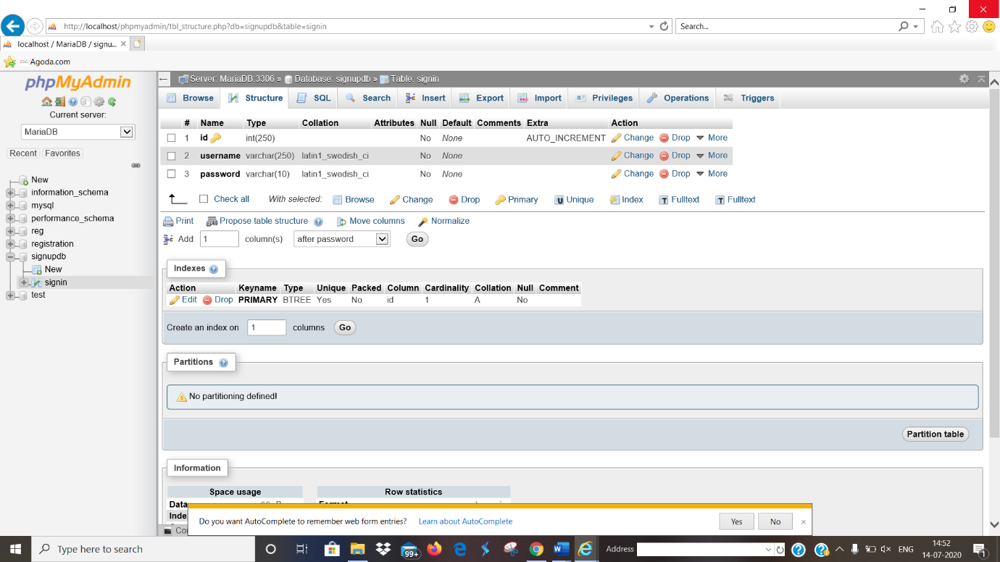 http://localhost/phpmyadmin/tbl_structure.php?db=signupdb&table=signin
Search...
localhost / MariaDB / signu...
Agoda.com
phpMyAdmin
Current server:
MariaDB
Recent Favorites
New
information_schema
mysql
performance_schema
reg
registration
signupdb
New
signin
test
Server: MariaDB:3306 » Database: signupdb » Table: signin
Browse Structure SQL Search Insert Export Import Privileges Operations Triggers
# Name Type Collation Attributes Null Default Comments Extra Action
1 id int(250) No None AUTO_INCREMENT Change Drop More
2 username varchar(250) latin1_swedish_ci No None Change Drop More
3 password varchar(10) latin1_swedish_ci No None Change Drop More
Check all With selected: Browse Change Drop Primary Unique Index Fulltext Fulltext
Print Propose table structure Move columns Normalize
Add 1 column(s) after password Go
Indexes
Action Keyname Type Unique Packed Column Cardinality Collation Null Comment
Edit Drop PRIMARY BTREE Yes No id 1 A No
Create an index on 1 columns Go
Partitions
No partitioning defined!
Partition table
Information
Space usage Row statistics
Data
Inde
Do you want AutoComplete to remember web form entries? Learn about AutoComplete Yes No
Type here to search
99+
Address
ENG
14:52
14-07-2020
1